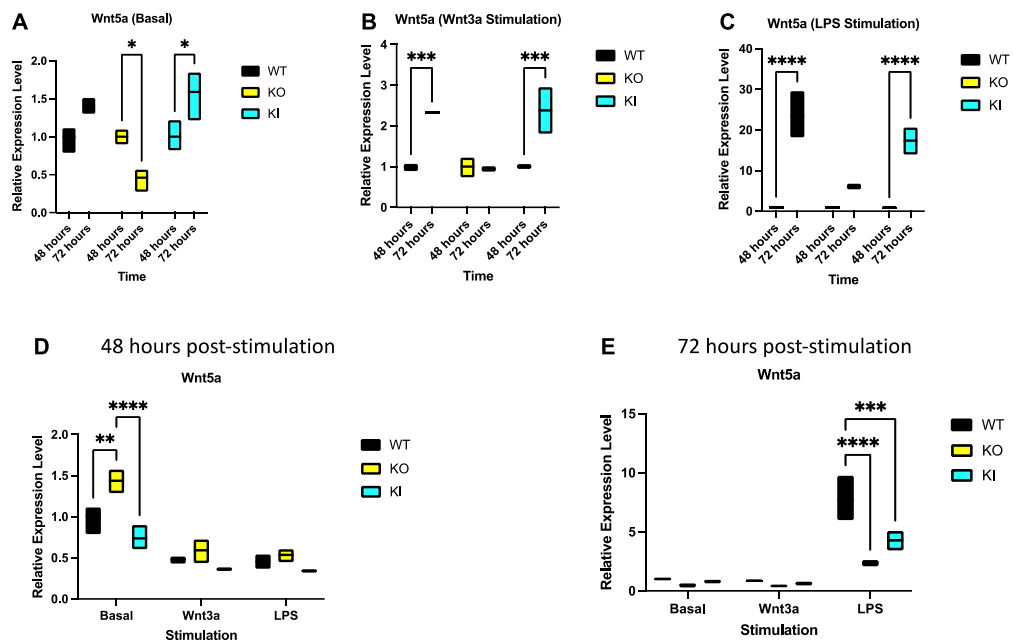 A
Wnt5a (Basal)
Relative Expression Level
2.0
1.5
1.0
0.5
0.0
*
*
48 hours
72 hours
48 hours
72 hours
48 hours
72 hours
Time
WT
KO
KI
B
Wnt5a (Wnt3a Stimulation)
Relative Expression Level
4
3
2
1
0
***
***
48 hours
72 hours
48 hours
72 hours
48 hours
72 hours
Time
WT
KO
KI
C
Wnt5a (LPS Stimulation)
Relative Expression Level
40
30
20
10
0
****
****
48 hours
72 hours
48 hours
72 hours
48 hours
72 hours
Time
WT
KO
KI
D
48 hours post-stimulation
Wnt5a
Relative Expression Level
2.0
1.5
1.0
0.5
0.0
****
**
Basal
Wnt3a
LPS
Stimulation
WT
KO
KI
E
72 hours post-stimulation
Wnt5a
Relative Expression Level
15
10
5
0
***
****
Basal
Wnt3a
LPS
Stimulation
WT
KO
KI